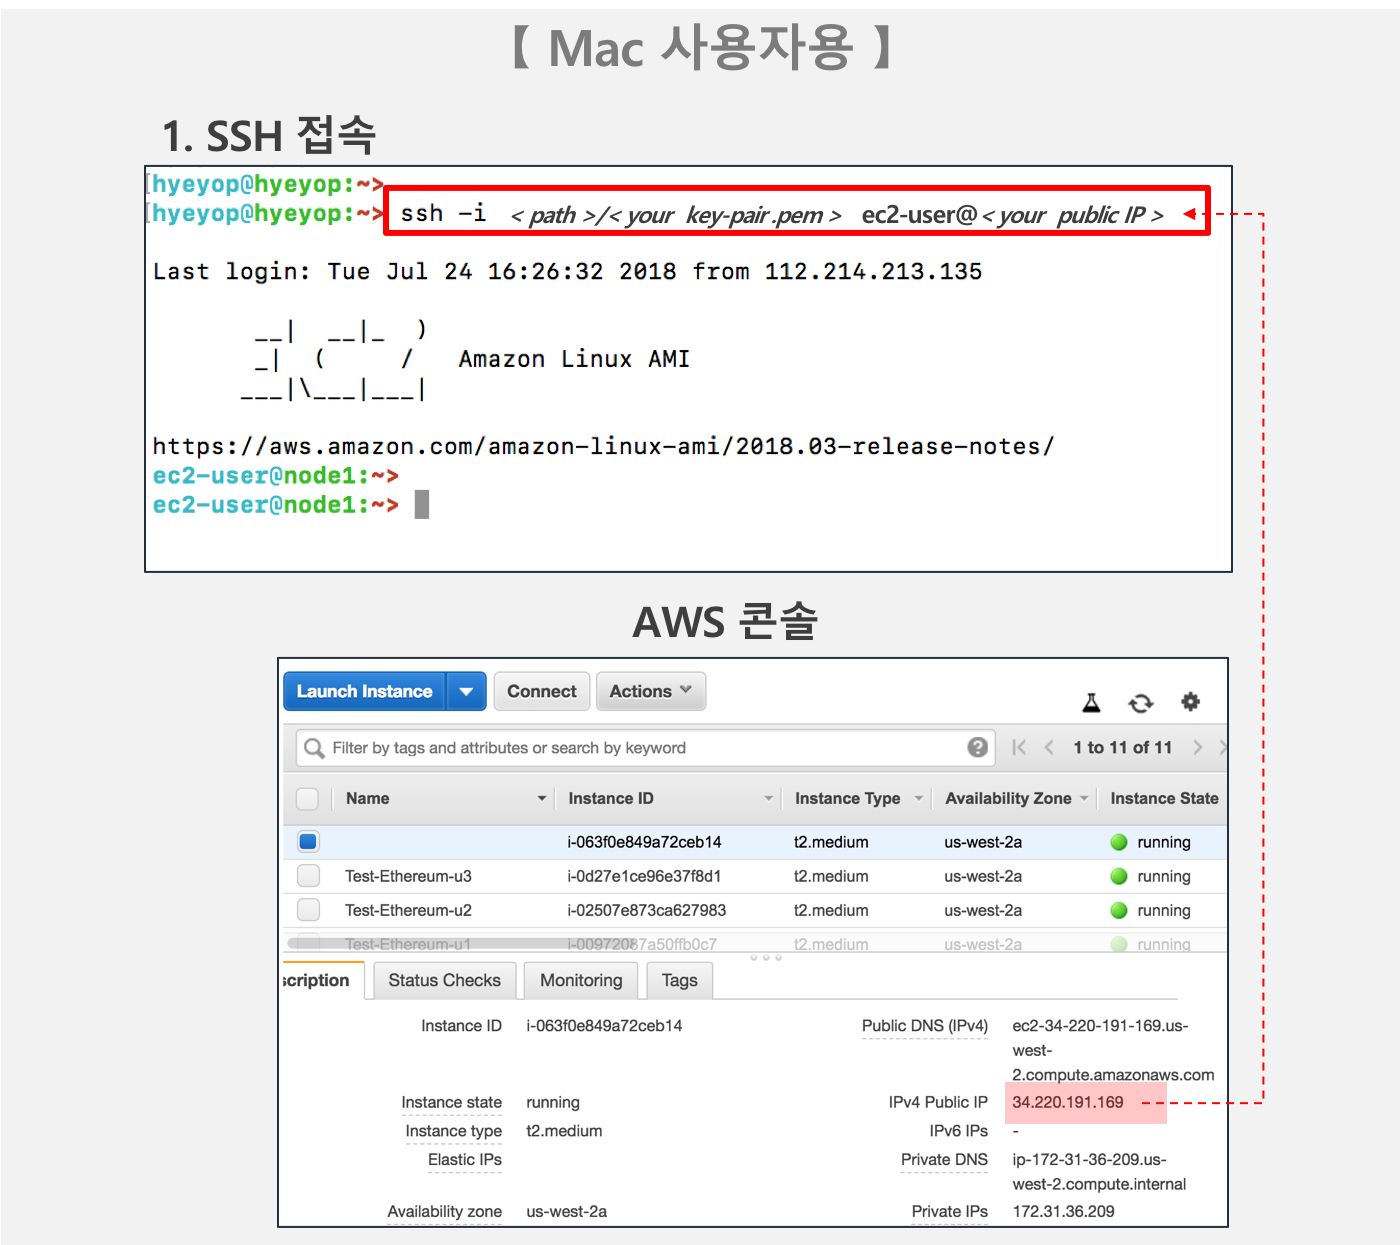 【 Mac 사용자용 】
1. SSH 접속
[hyeyop@hyeyop:~>
[hyeyop@hyeyop:~> ssh -i < path >/< your key-pair.pem > ec2-user@< your public IP >
Last login: Tue Jul 24 16:26:32 2018 from 112.214.213.135
__|  __|_  )
_|  (     /   Amazon Linux AMI
___|\___|___|
https://aws.amazon.com/amazon-linux-ami/2018.03-release-notes/
ec2-user@node1:~>
ec2-user@node1:~>
AWS 콘솔
Launch Instance Connect Actions
Filter by tags and attributes or search by keyword 1 to 11 of 11
Name Instance ID Instance Type Availability Zone Instance State
i-063f0e849a72ceb14 t2.medium us-west-2a running
Test-Ethereum-u3 i-0d27e1ce96e37f8d1 t2.medium us-west-2a running
Test-Ethereum-u2 i-02507e873ca627983 t2.medium us-west-2a running
Test-Ethereum-u1 i-00972087a50ffb0c7 t2.medium us-west-2a running
scription Status Checks Monitoring Tags
Instance ID i-063f0e849a72ceb14 Public DNS (IPv4) ec2-34-220-191-169.us-
west-
2.compute.amazonaws.com
Instance state running IPv4 Public IP 34.220.191.169
Instance type t2.medium IPv6 IPs -
Elastic IPs Private DNS ip-172-31-36-209.us-
west-2.compute.internal
Availability zone us-west-2a Private IPs 172.31.36.209